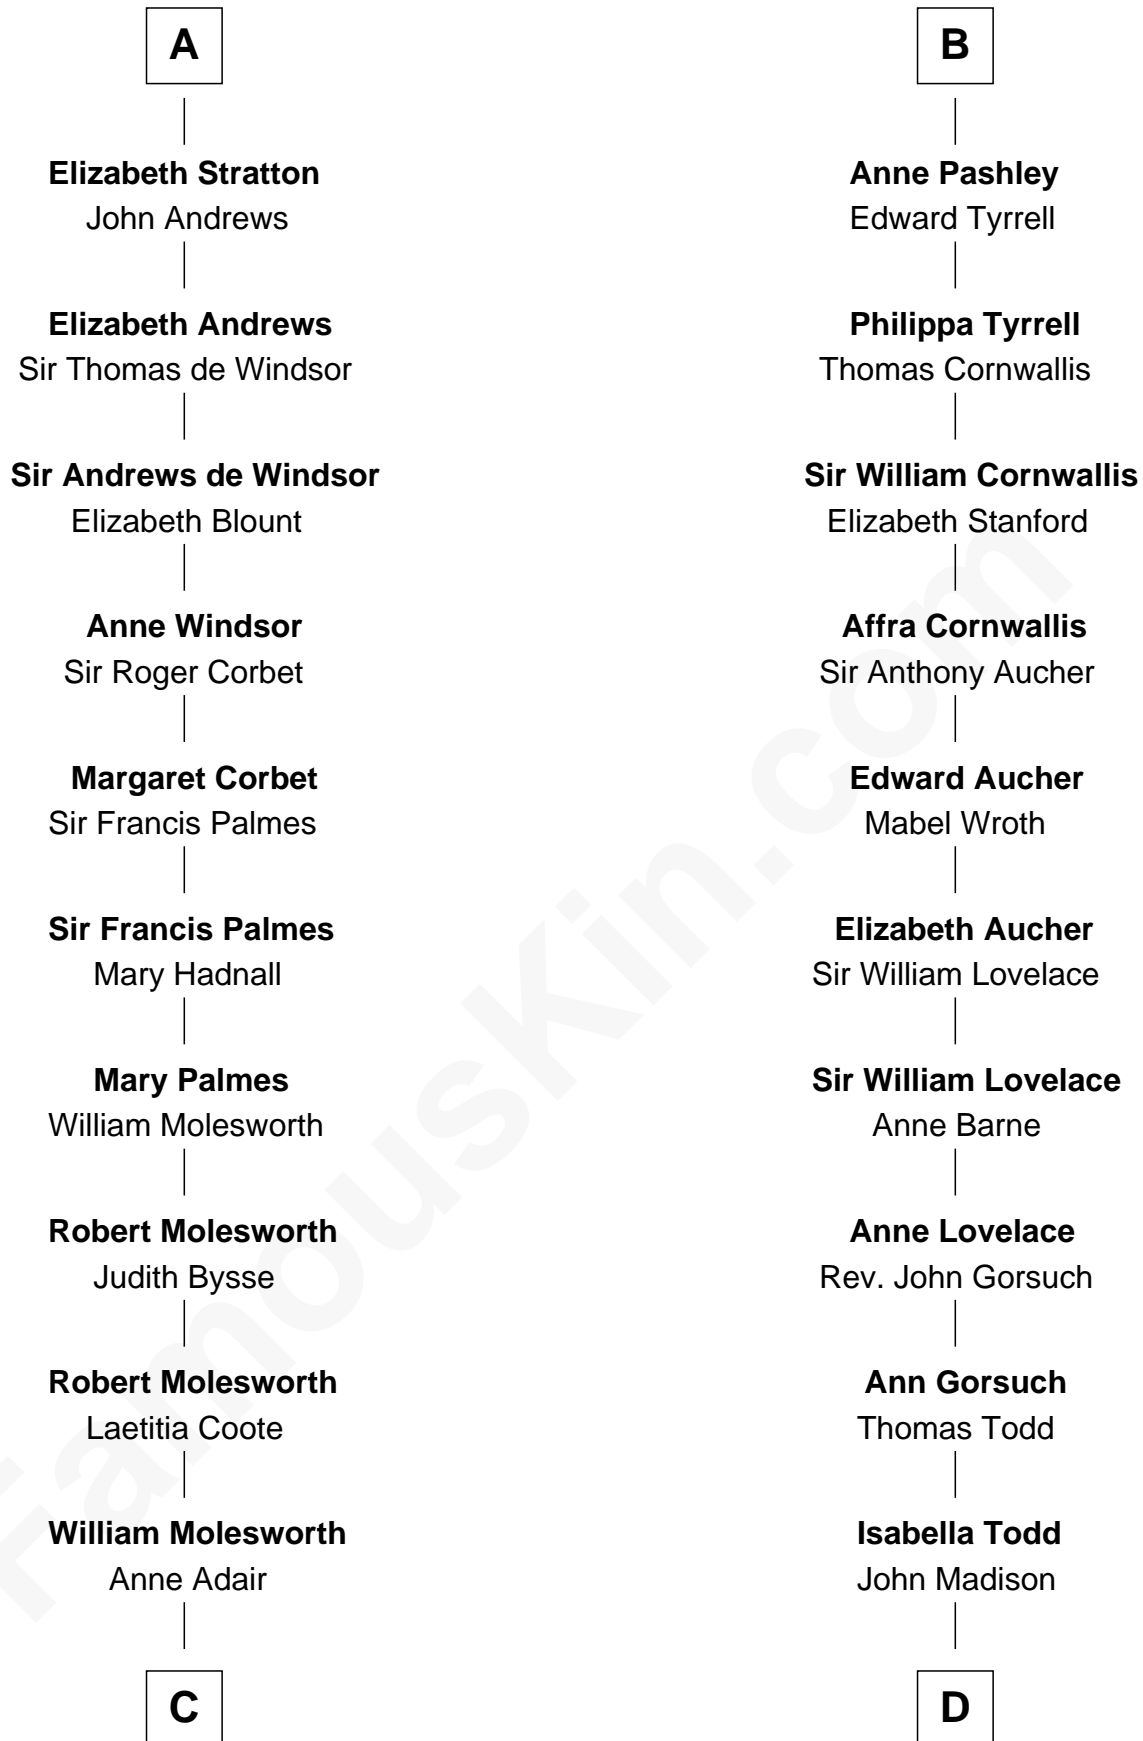 A
Elizabeth Stratton
John Andrews
Elizabeth Andrews
Sir Thomas de Windsor
Sir Andrews de Windsor
Elizabeth Blount
Anne Windsor
Sir Roger Corbet
Margaret Corbet
Sir Francis Palmes
Sir Francis Palmes
Mary Hadnall
Mary Palmes
William Molesworth
Robert Molesworth
Judith Bysse
Robert Molesworth
Laetitia Coote
William Molesworth
Anne Adair
C
B
Anne Pashley
Edward Tyrrell
Philippa Tyrrell
Thomas Cornwallis
Sir William Cornwallis
Elizabeth Stanford
Affra Cornwallis
Sir Anthony Aucher
Edward Aucher
Mabel Wroth
Elizabeth Aucher
Sir William Lovelace
Sir William Lovelace
Anne Barne
Anne Lovelace
Rev. John Gorsuch
Ann Gorsuch
Thomas Todd
Isabella Todd
John Madison
D
FamousKin.com